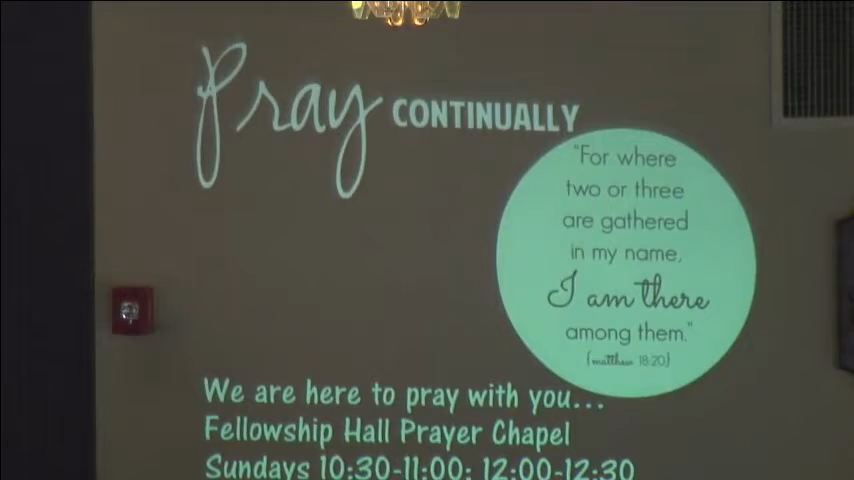 Pray CONTINUALLY
"For where
two or three
are gathered
in my name,
I am there
among them."
{matthew 18:20}
We are here to pray with you...
Fellowship Hall Prayer Chapel
Sundays 10:30-11:00; 12:00-12:30